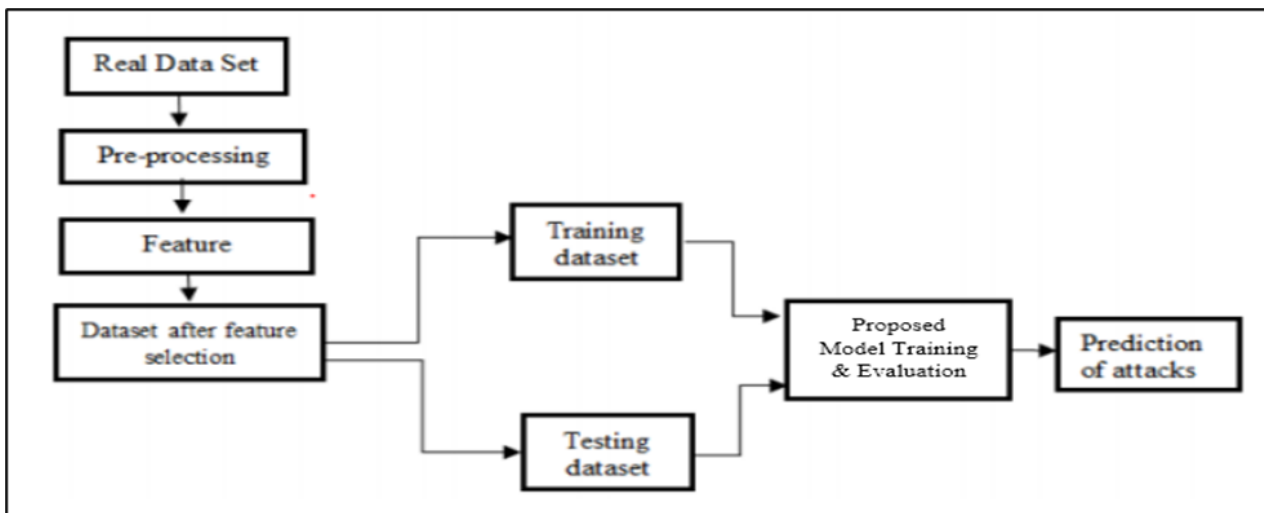 Real Data Set
Pre-processing
Feature
Dataset after feature
selection
Training
dataset
Testing
dataset
Proposed
Model Training
& Evaluation
Prediction
of attacks